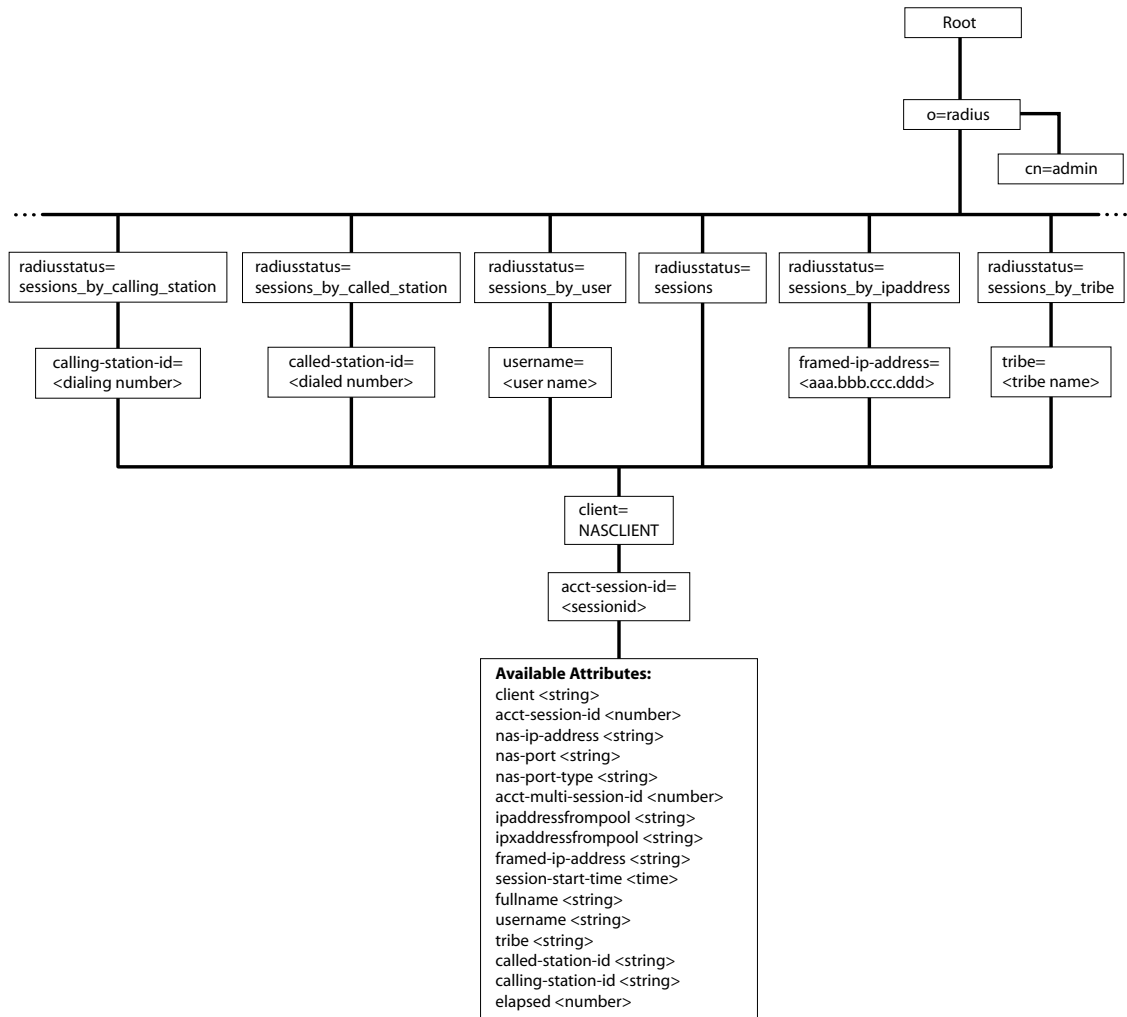 Root
o=radius
cn=admin
radiusstatus=
sessions_by_calling_station
radiusstatus=
sessions_by_called_station
radiusstatus=
sessions_by_user
radiusstatus=
sessions
radiusstatus=
sessions_by_ipaddress
radiusstatus=
sessions_by_tribe
calling-station-id=
<dialing number>
called-station-id=
<dialed number>
username=
<user name>
framed-ip-address=
<aaa.bbb.ccc.ddd>
tribe=
<tribe name>
client=
NASCLIENT
acct-session-id=
<sessionid>
Available Attributes:
client <string>
acct-session-id <number>
nas-ip-address <string>
nas-port <string>
nas-port-type <string>
acct-multi-session-id <number>
ipaddressfrompool <string>
ipxaddressfrompool <string>
framed-ip-address <string>
session-start-time <time>
fullname <string>
username <string>
tribe <string>
called-station-id <string>
calling-station-id <string>
elapsed <number>